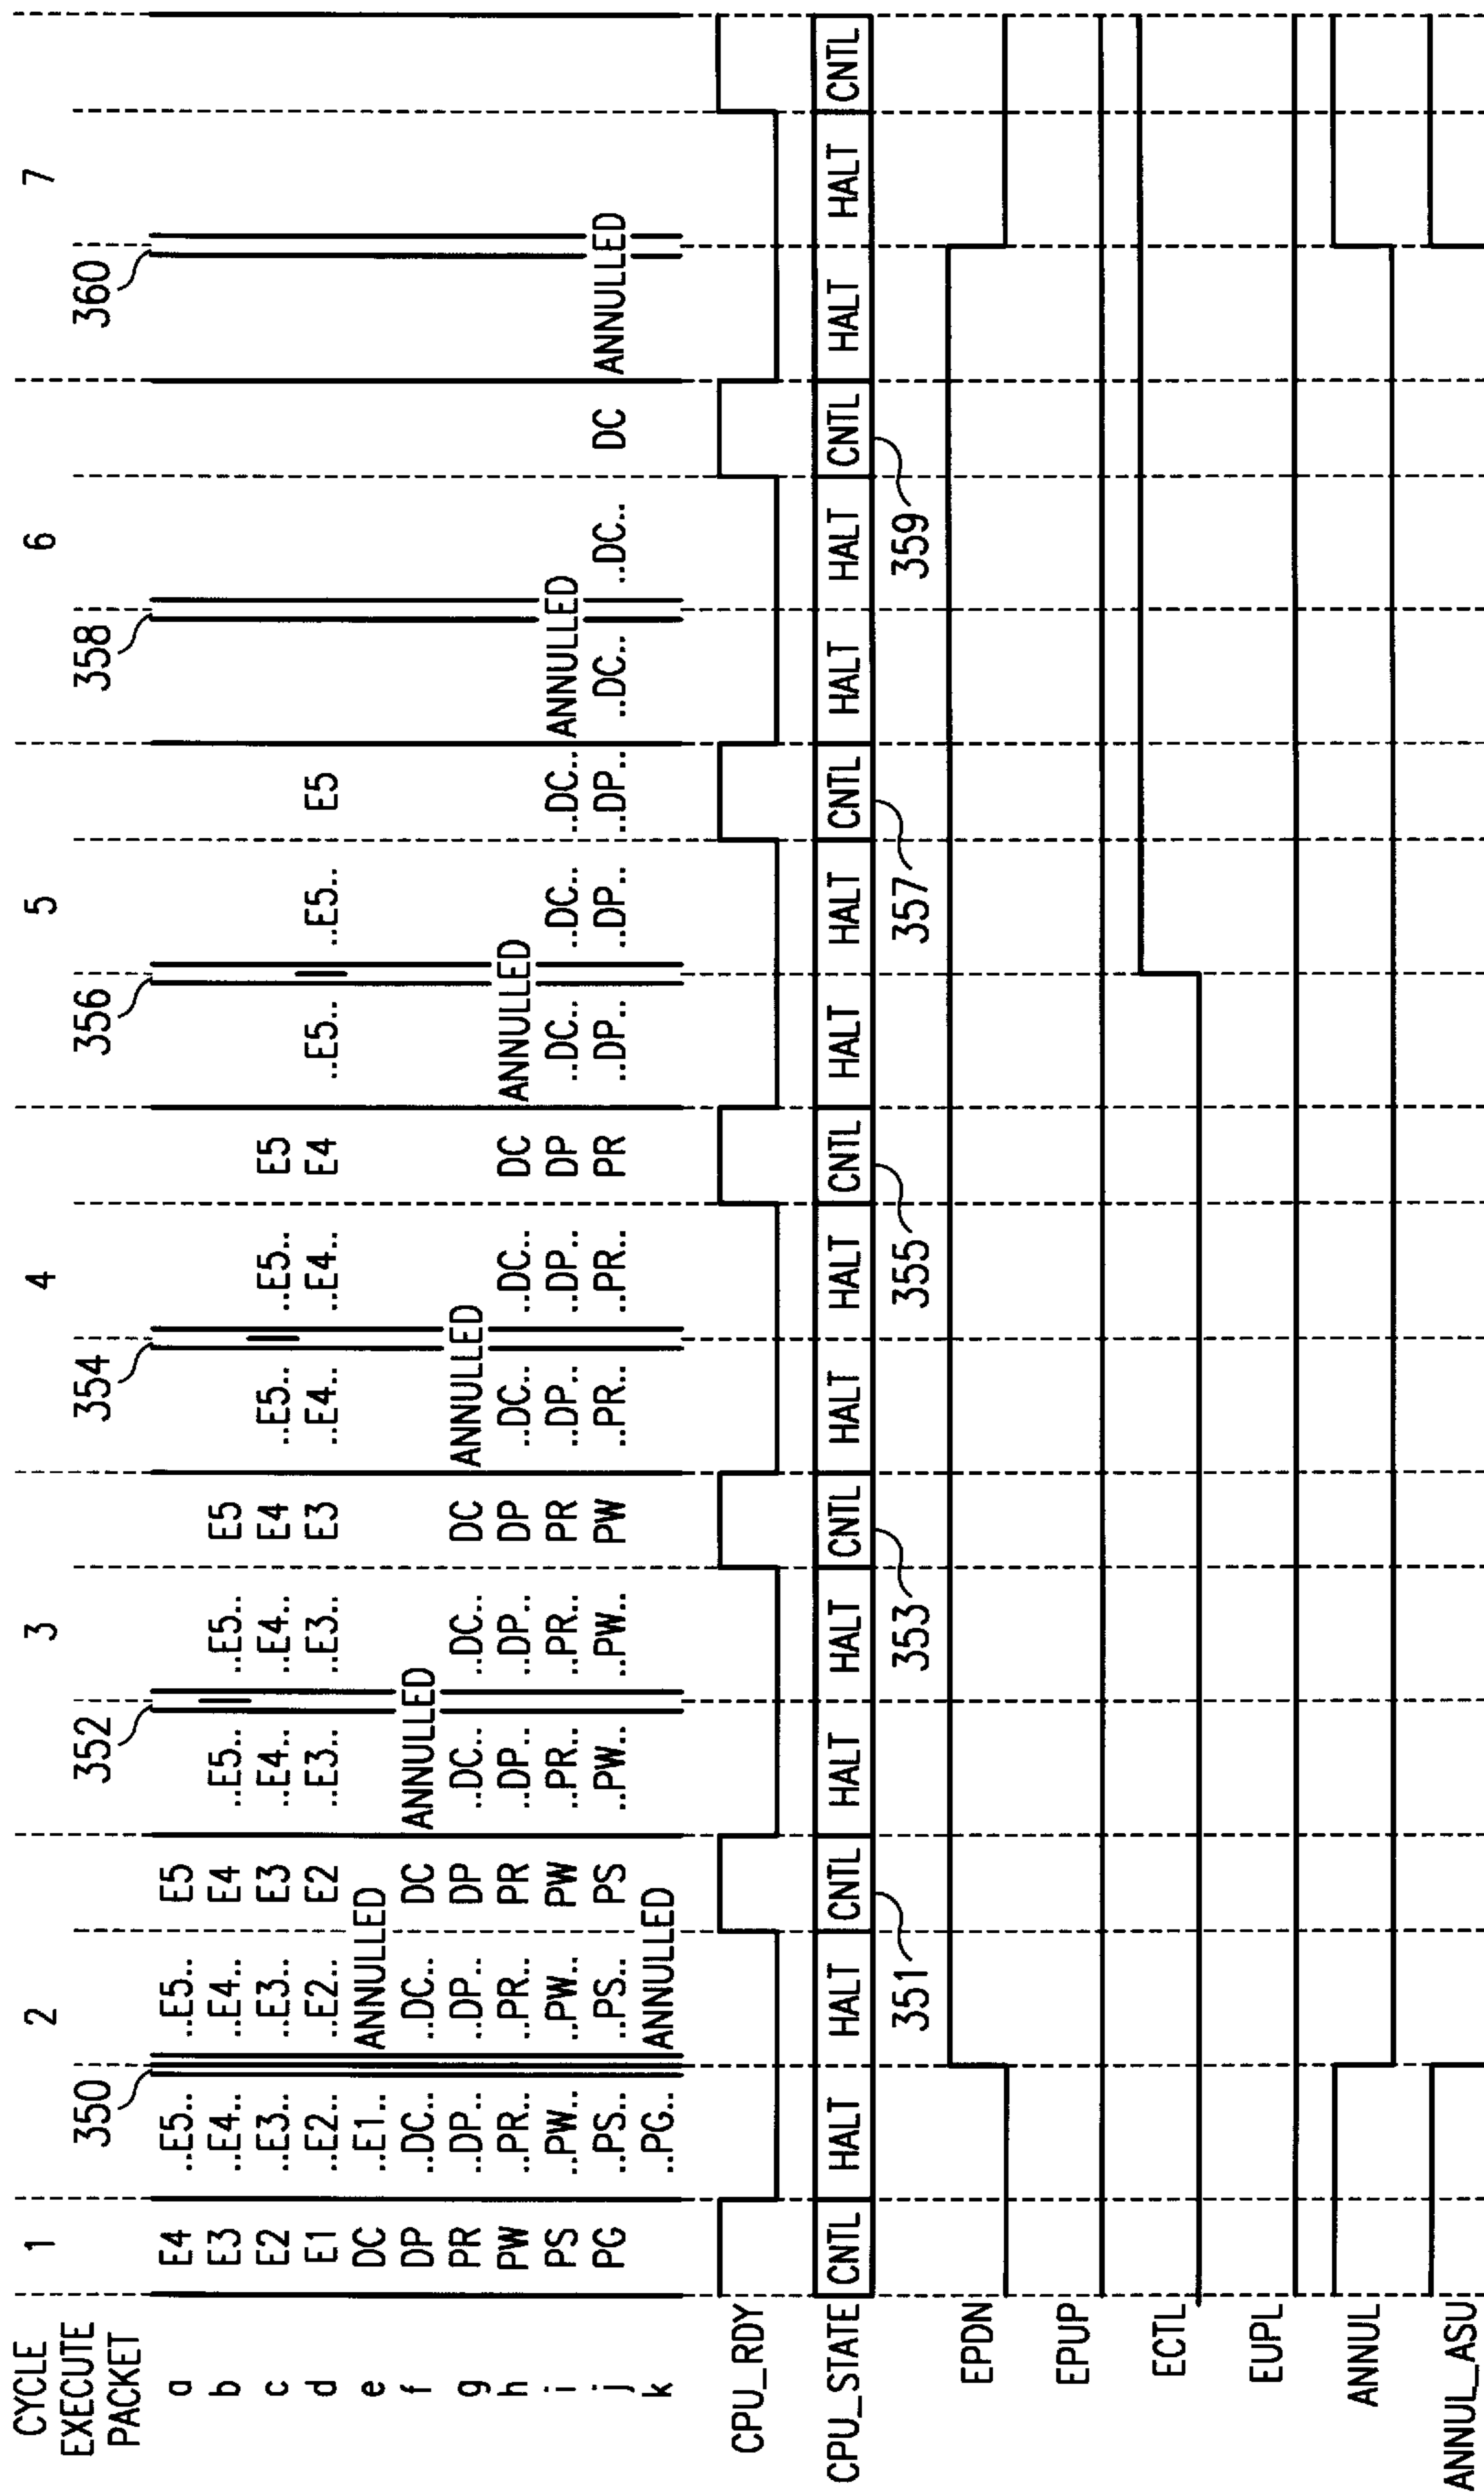 CYCLE 1 2 3 4 5 6 7
EXECUTE
PACKET
350 352 354 356 358 360
a E4 ..E5.. ..E5.. E5
b E3 ..E4.. ..E4.. E4 ..E5.. ..E5.. E5
c E2 ..E3.. ..E3.. E3 ..E4.. ..E4.. E4 ..E5.. ..E5.. E5
d E1 ..E2.. ..E2.. E2 ..E3.. ..E3.. E3 ..E4.. ..E4.. E4 ..E5.. ..E5.. E5
e DC ..E1.. ANNULLED
f DP ..DC.. ..DC.. DC ANNULLED
g PR ..DP.. ..DP.. DP ..DC.. ..DC.. DC ANNULLED
h PW ..PR.. ..PR.. PR ..DP.. ..DP.. DP ..DC.. ..DC.. DC ANNULLED
i PS ..PW.. ..PW.. PW ..PR.. ..PR.. PR ..DP.. ..DP.. DP ..DC.. ..DC.. ..DC.. ANNULLED
j PG ..PS.. ..PS.. PS ..PW.. ..PW.. PW ..PR.. ..PR.. PR ..DP.. ..DP.. ..DP.. ..DC.. ..DC.. DC ANNULLED
k ..PG.. ANNULLED
CPU_RDY
CPU_STATE CNTL HALT HALT CNTL HALT HALT CNTL HALT HALT CNTL HALT HALT CNTL HALT HALT CNTL HALT HALT CNTL
351 353 355 357 359
EPDN
EPUP
ECTL
EUPL
ANNUL
ANNUL_ASU